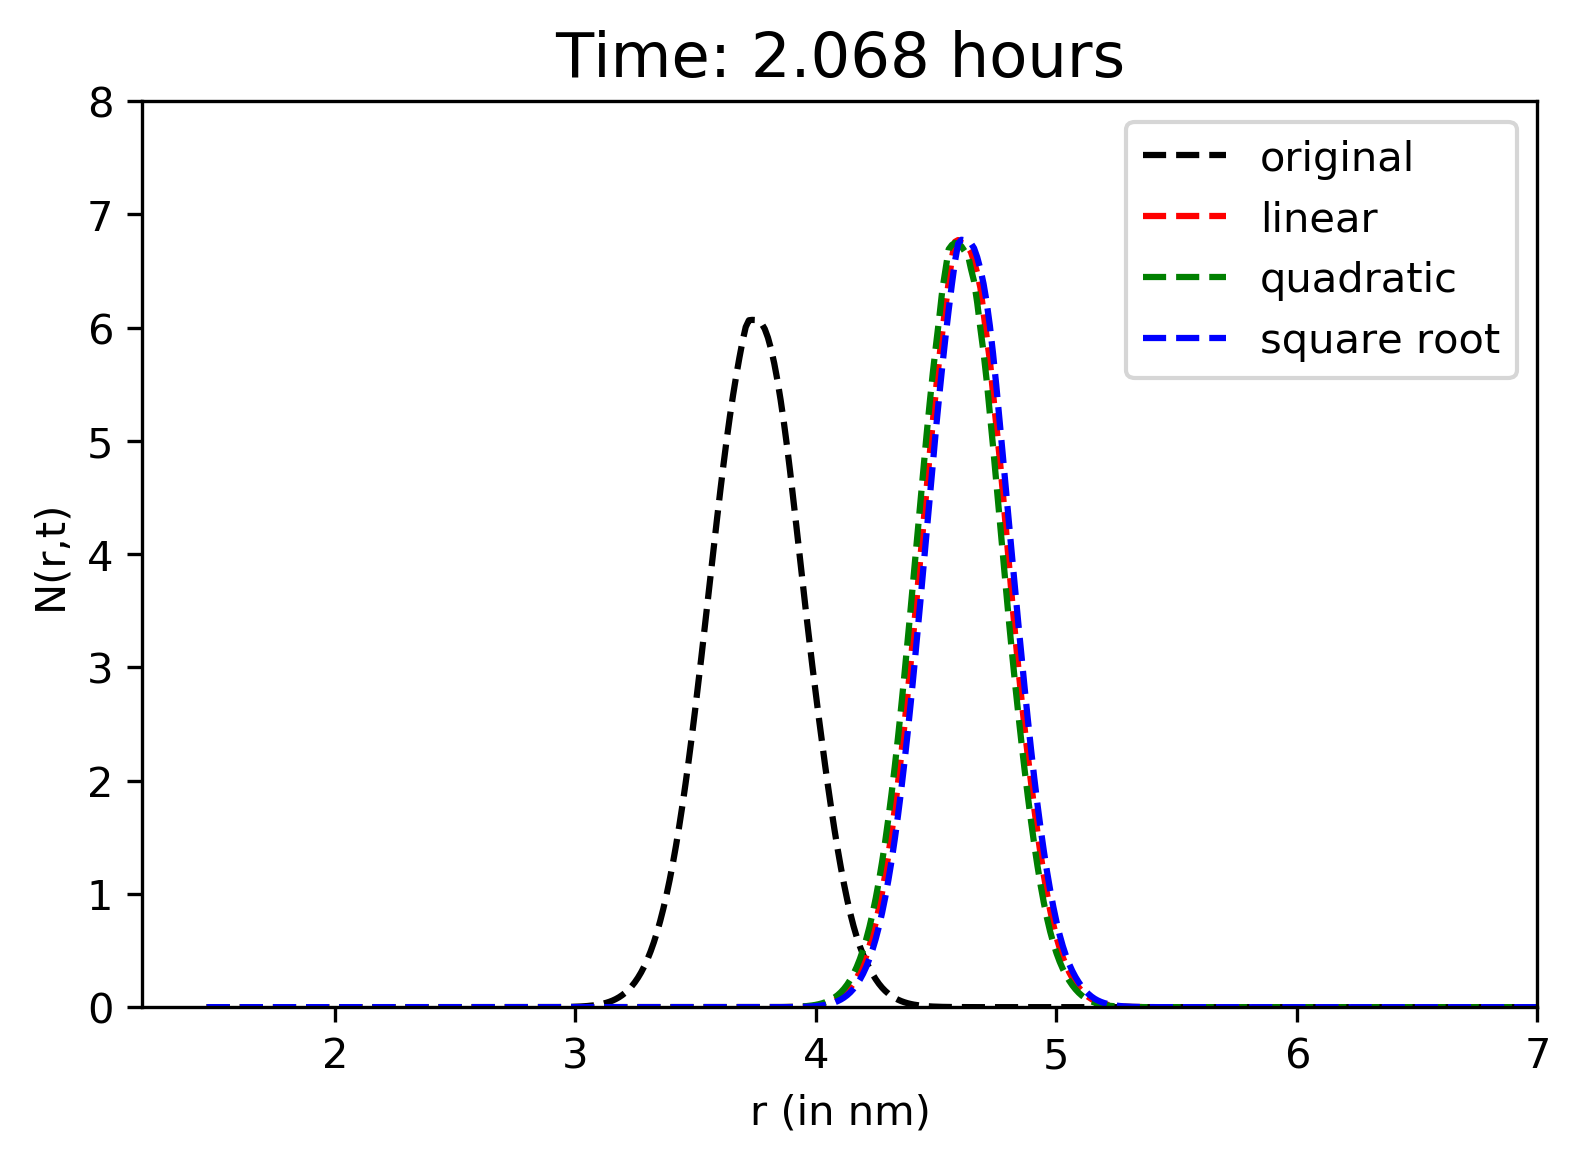 Time: 2.068 hours
8
7
6
5
4
3
2
1
0
N(r,t)
original
linear
quadratic
square root
2 3 4 5 6 7
r (in nm)